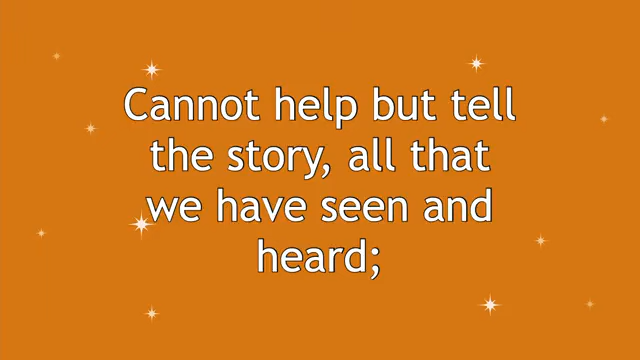 Cannot help but tell
the story, all that
we have seen and
heard;